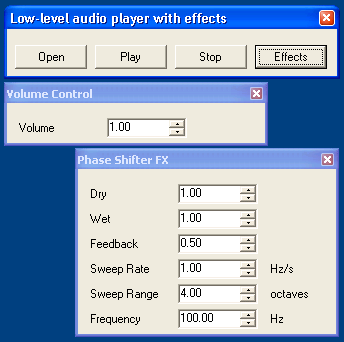 Low-level audio player with effects
Open Play Stop Effects
Volume Control
Volume 1.00
Phase Shifter FX
Dry 1.00
Wet 1.00
Feedback 0.50
Sweep Rate 1.00 Hz/s
Sweep Range 4.00 octaves
Frequency 100.00 Hz